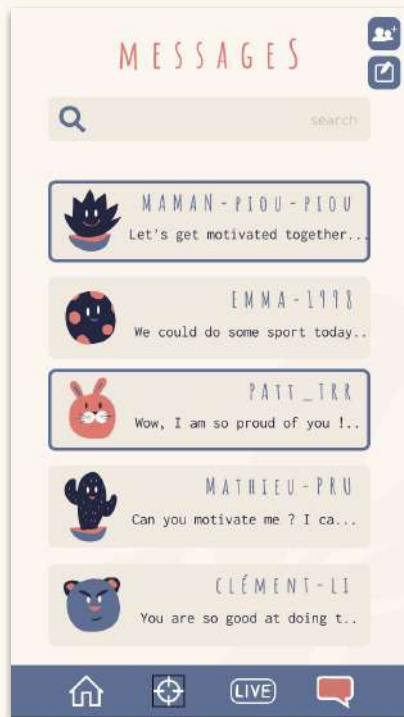 MESSAGES
search
MAMAN-PIOU-PIOU
Let's get motivated together...
EMMA-1998
We could do some sport today..
PATT_TRR
Wow, I am so proud of you !..
MATHIEU-PRU
Can you motivate me ? I ca...
CLÉMENT-LI
You are so good at doing t..
LIVE